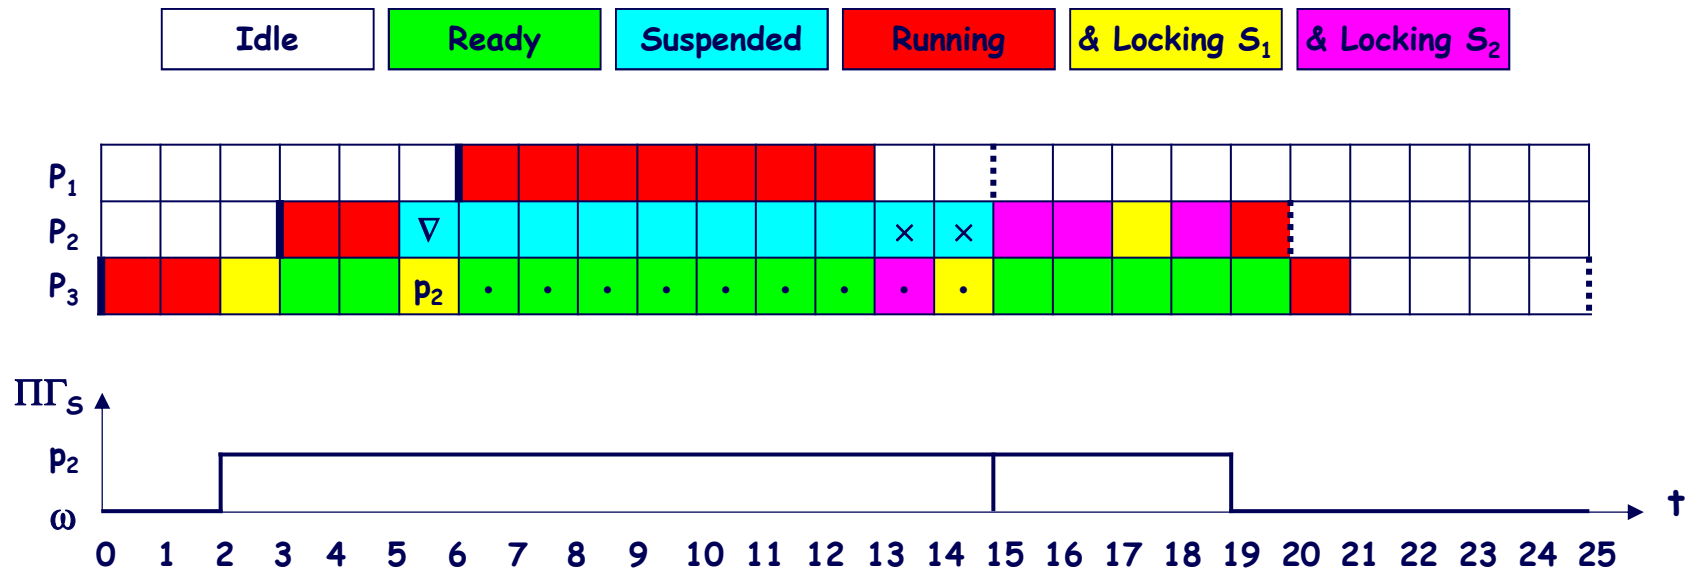 Idle Ready Suspended Running & Locking S₁ & Locking S₂
P₁
P₂ ∇ × ×
P₃ p₂ • • • • • • • • •
ΠΓₛ
p₂
ω t
0 1 2 3 4 5 6 7 8 9 10 11 12 13 14 15 16 17 18 19 20 21 22 23 24 25